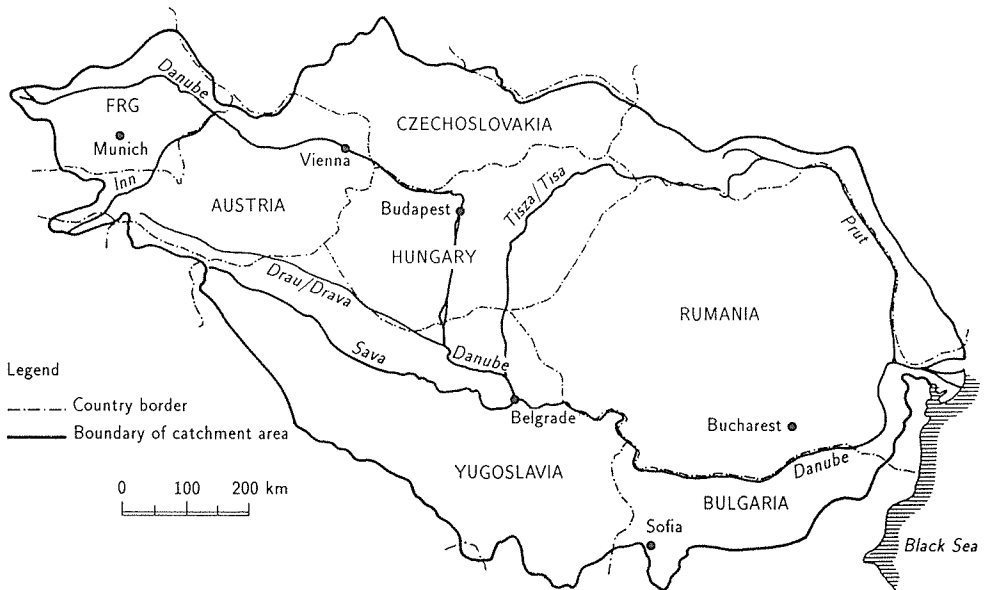 Danube
FRG
Munich
CZECHOSLOVAKIA
Vienna
Inn
AUSTRIA
Budapest
Tisza/Tisa
HUNGARY
Prut
Drau/Drava
RUMANIA
Sava
Danube
Legend
Country border
Belgrade
Boundary of catchment area
Bucharest
YUGOSLAVIA
Danube
0 100 200 km
BULGARIA
Sofia
Black Sea